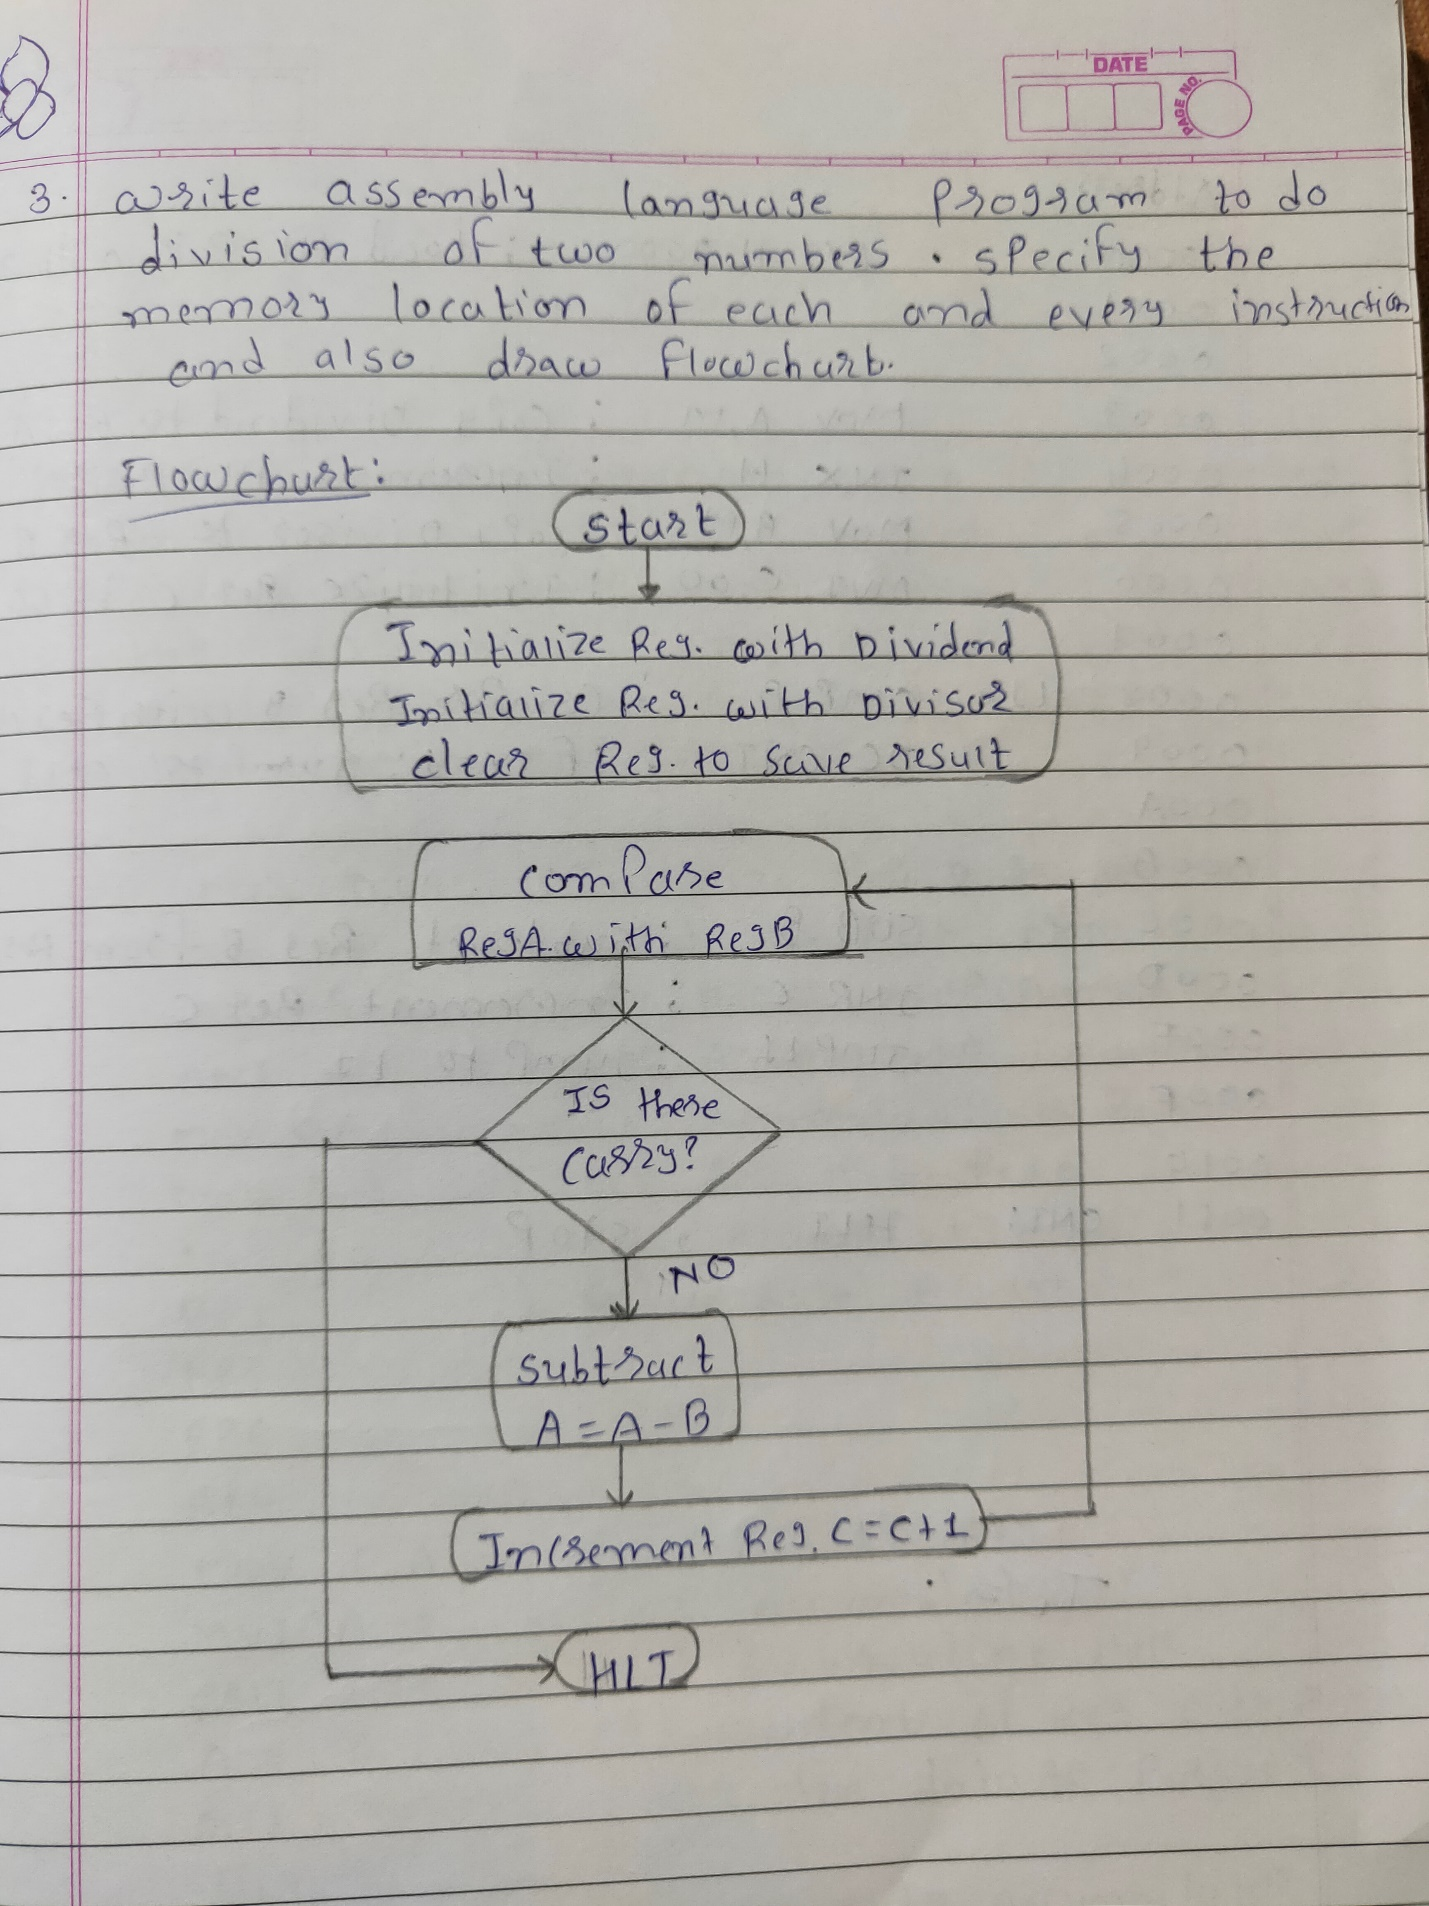 DATE
PAGE NO.
3. write assembly language program to do
division of two numbers. specify the
memory location of each and every instruction
and also draw flowchart.
Flowchart:
start
Initialize Reg. with Dividend
Initialize Reg. with Divisor
clear Reg. to save result
compare
RegA. with RegB
IS there
carry?
NO
subtract
A = A - B
Increment Reg. C = C+1
HLT